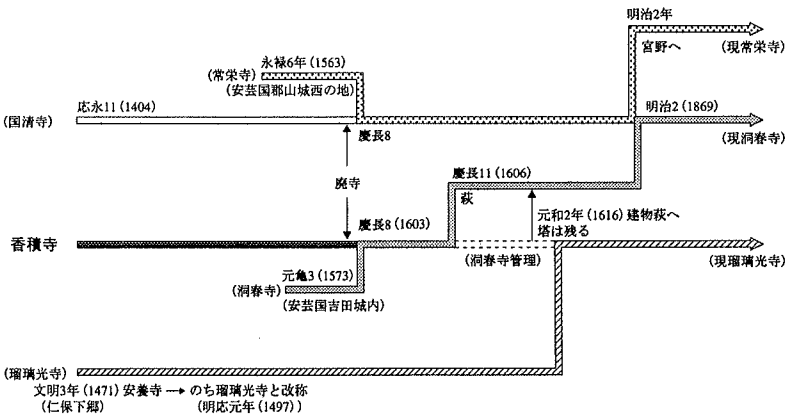 明治2年
宮野へ
(現常栄寺)
永禄6年(1563)
(常栄寺)
(安芸国郡山城西の地)
応永11(1404)
(国清寺)
慶長8
明治2(1869)
(現洞春寺)
廃寺
慶長11(1606)
萩
慶長8(1603)
元和2年(1616)建物萩へ
塔は残る
香積寺
(洞春寺管理)
(現瑠璃光寺)
元亀3(1573)
(洞春寺)
(安芸国吉田城内)
(瑠璃光寺)
文明3年(1471)安養寺 → のち瑠璃光寺と改称
(仁保下郷) (明応元年(1497))